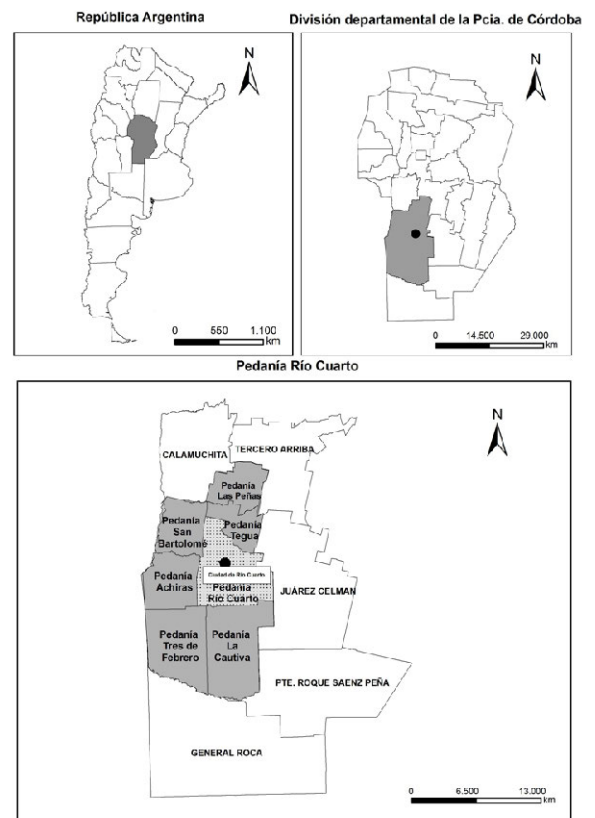 República Argentina
N
0 550 1.100
km
División departamental de la Pcia. de Córdoba
N
0 14.500 29.000
km
Pedanía Río Cuarto
N
CALAMUCHITA
TERCERO ARRIBA
Pedanía
Las Peñas
Pedanía
San
Bartolomé
Pedanía
Tegua
Ciudad de Río Cuarto
Pedanía
Achiras
Pedanía
Río Cuarto
JUÁREZ CELMAN
Pedanía
Tres de
Febrero
Pedanía
La
Cautiva
PTE. ROQUE SAENZ PEÑA
GENERAL ROCA
0 6.500 13.000
km